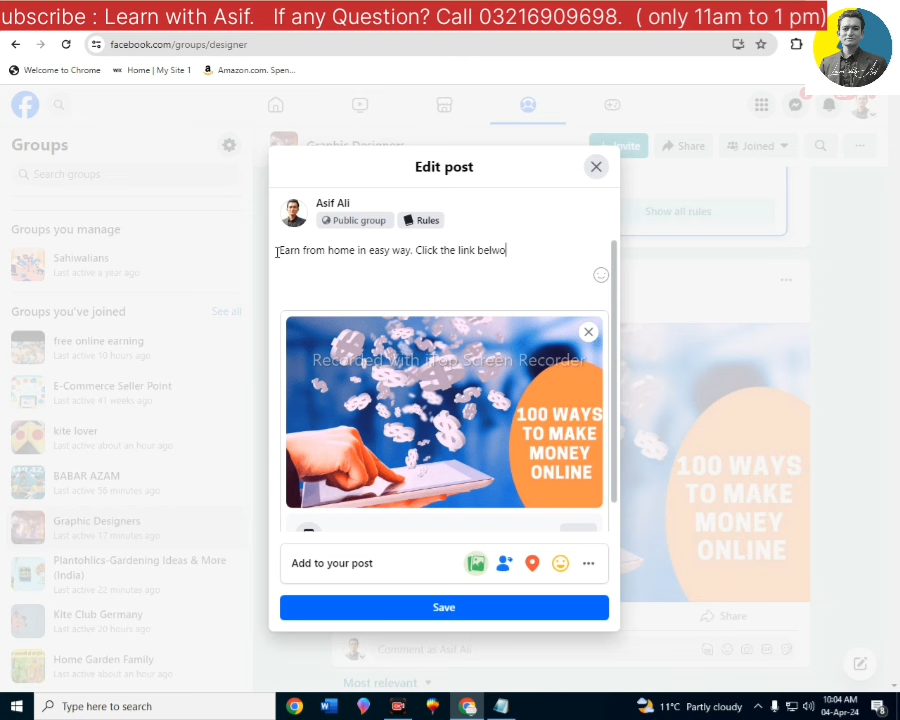 ubscribe : Learn with Asif. If any Question? Call 03216909698. ( only 11am to 1 pm)
facebook.com/groups/designer
Welcome to Chrome
Home | My Site 1
Amazon.com. Spen...
Groups
Graphic Designers
Invite
Share
Joined
Search groups
Edit post
Show all rules
Asif Ali
Public group
Rules
Groups you manage
Sahiwalians
Last active a year ago
Earn from home in easy way. Click the link belwo
Groups you've joined
See all
free online earning
Last active 10 hours ago
Recorded with iTop Screen Recorder
E-Commerce Seller Point
Last active 41 weeks ago
100 WAYS
TO MAKE
MONEY
ONLINE
kite lover
Last active about an hour ago
BABAR AZAM
Last active 56 minutes ago
100 WAYS
TO MAKE
MONEY
ONLINE
Graphic Designers
Last active 17 minutes ago
Plantohlics-Gardening Ideas & More
(India)
Last active 22 minutes ago
Add to your post
Save
Kite Club Germany
Last active 20 hours ago
Share
Comment as Asif Ali
Home Garden Family
Last active about an hour ago
Most relevant
Type here to search
11°C Partly cloudy
10:04 AM
04-Apr-24
8